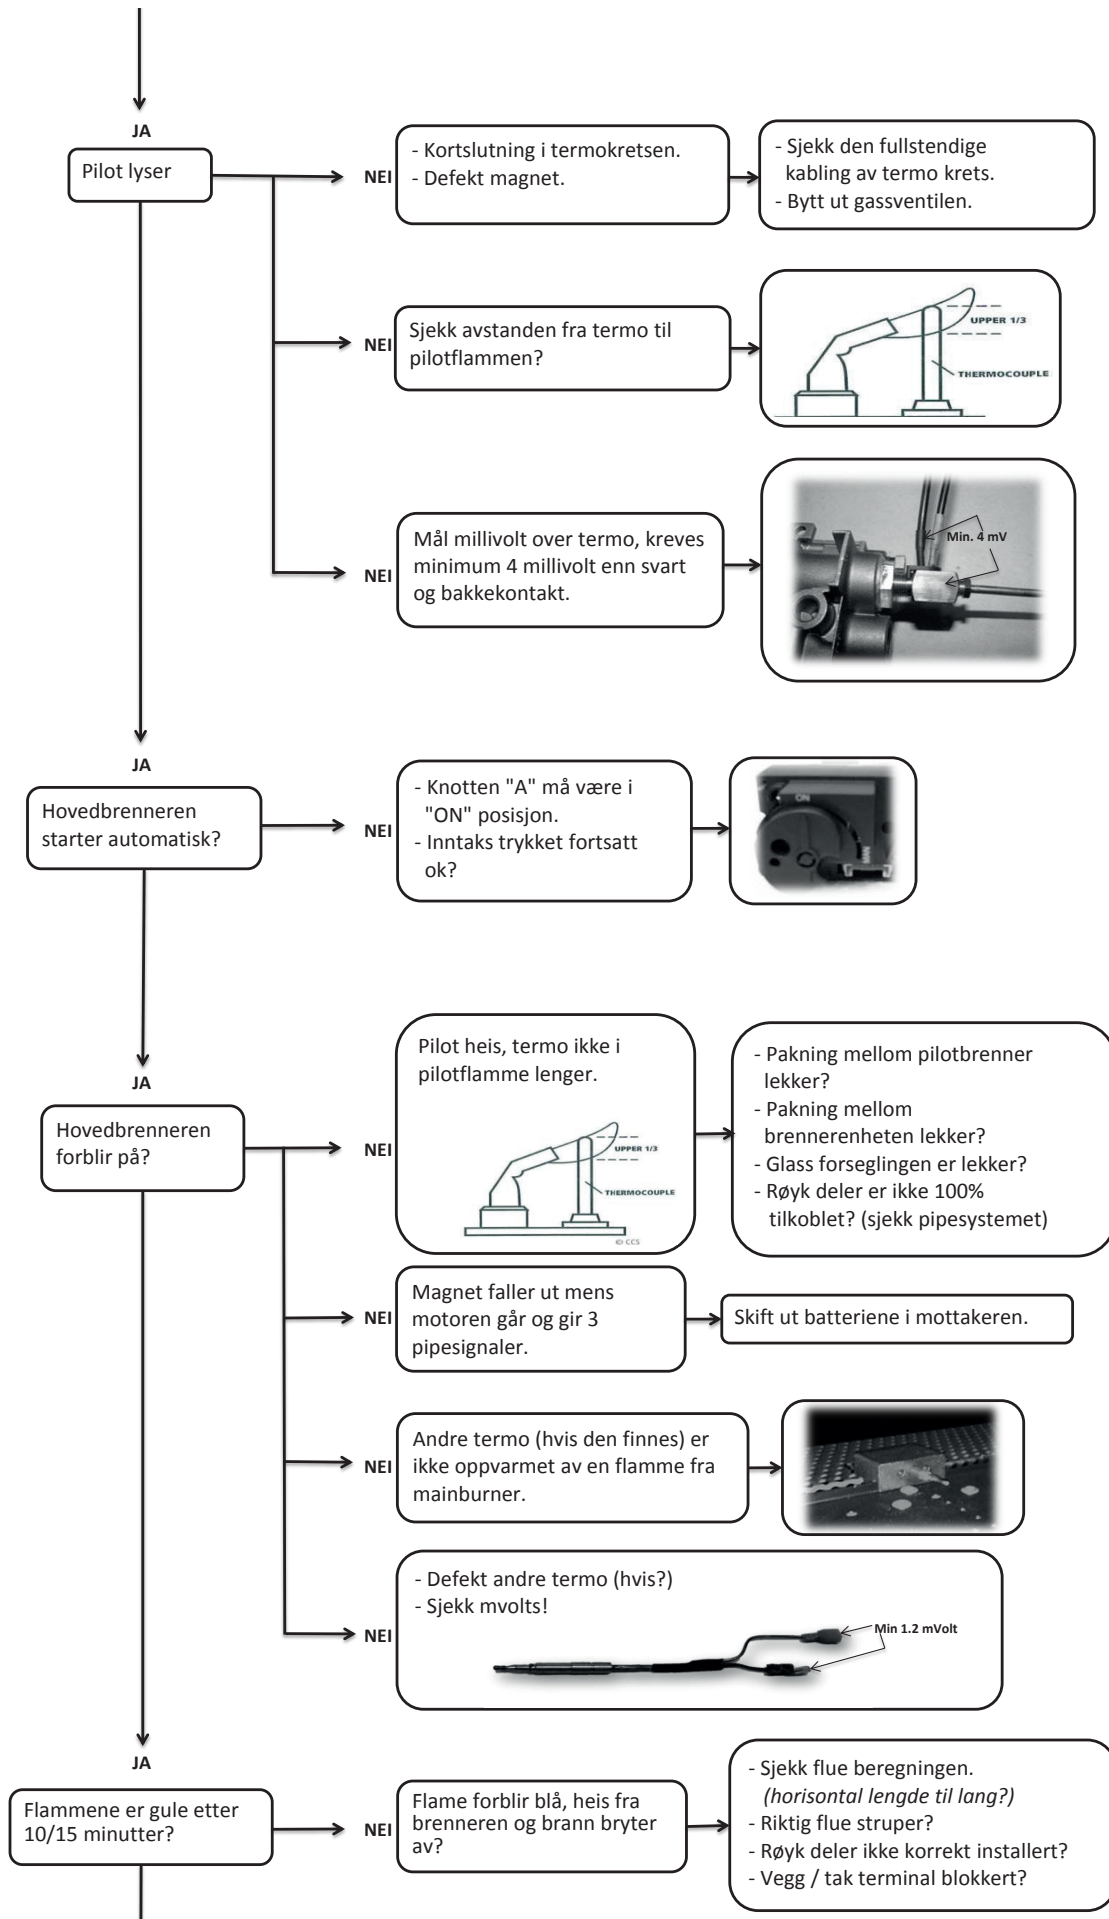 JA
Pilot lyser
NEI
- Kortslutning i termokretsen.
- Defekt magnet.
- Sjekk den fullstendige
kabling av termo krets.
- Bytt ut gassventilen.
NEI
Sjekk avstanden fra termo til
pilotflammen?
UPPER 1/3
THERMOCOUPLE
NEI
Mål millivolt over termo, kreves
minimum 4 millivolt enn svart
og bakkekontakt.
Min. 4 mV
JA
Hovedbrenneren
starter automatisk?
NEI
- Knotten "A" må være i
"ON" posisjon.
- Inntaks trykket fortsatt
ok?
ON
JA
Hovedbrenneren
forblir på?
NEI
Pilot heis, termo ikke i
pilotflamme lenger.
UPPER 1/3
THERMOCOUPLE
© CCS
- Pakning mellom pilotbrenner
lekker?
- Pakning mellom
brennerenheten lekker?
- Glass forseglingen er lekker?
- Røyk deler er ikke 100%
tilkoblet? (sjekk pipesystemet)
NEI
Magnet faller ut mens
motoren går og gir 3
pipesignaler.
Skift ut batteriene i mottakeren.
NEI
Andre termo (hvis den finnes) er
ikke oppvarmet av en flamme fra
mainburner.
NEI
- Defekt andre termo (hvis?)
- Sjekk mvolts!
Min 1.2 mVolt
JA
Flammene er gule etter
10/15 minutter?
NEI
Flame forblir blå, heis fra
brenneren og brann bryter
av?
- Sjekk flue beregningen.
(horisontal lengde til lang?)
- Riktig flue struper?
- Røyk deler ikke korrekt installert?
- Vegg / tak terminal blokkert?